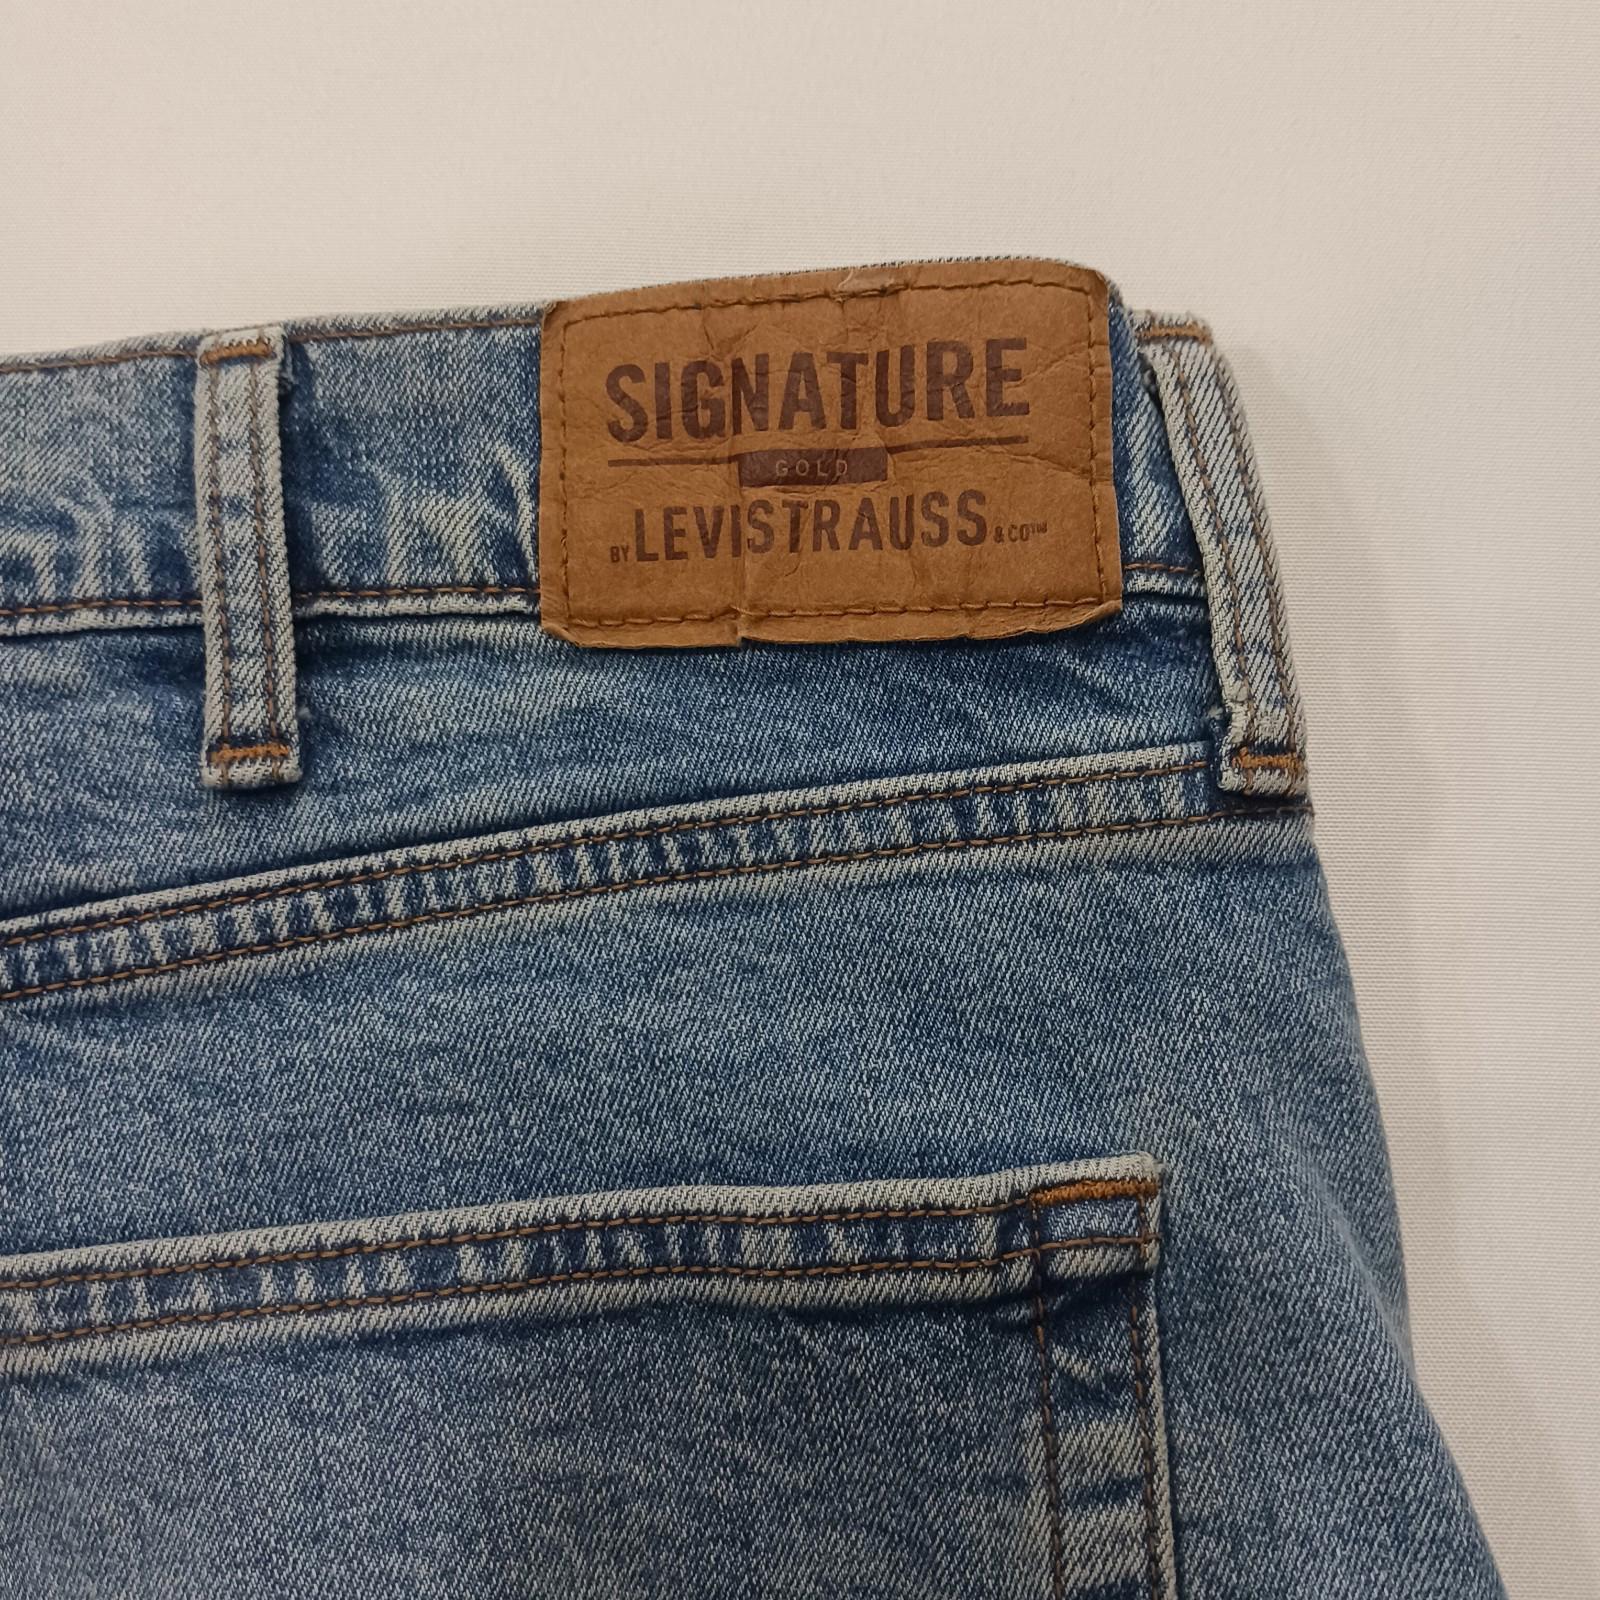 SIGNATURE
GOLD
BY LEVI STRAUSS & CO™